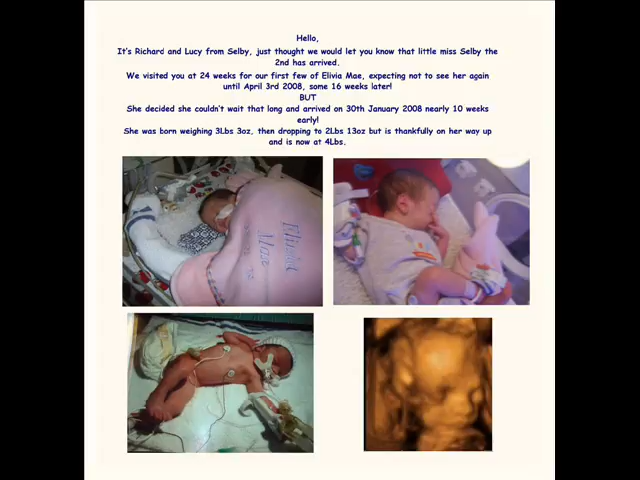 Hello,
It's Richard and Lucy from Selby, just thought we would let you know that little miss Selby the
2nd has arrived.
We visited you at 24 weeks for our first few of Elivia Mae, expecting not to see her again
until April 3rd 2008, some 16 weeks later!
BUT
She decided she couldn't wait that long and arrived on 30th January 2008 nearly 10 weeks
early!
She was born weighing 3Lbs 3oz, then dropping to 2Lbs 13oz but is thankfully on her way up
and is now at 4Lbs.
Mae